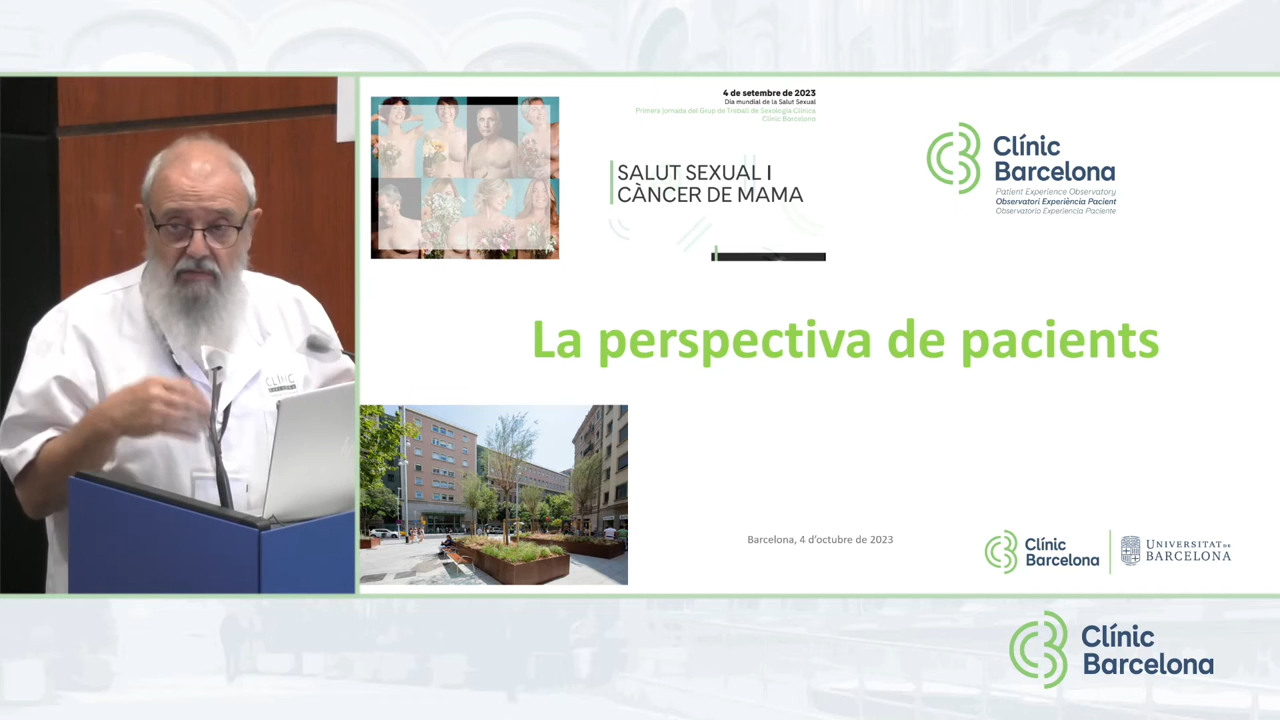 4 de setembre de 2023
Dia mundial de la Salut Sexual
Primera jornada del Grup de Treball de Sexologia Clínica
Clínic Barcelona
SALUT SEXUAL I
CÀNCER DE MAMA
Clínic
Barcelona
Patient Experience Observatory
Observatori Experiència Pacient
Observatorio Experiencia Paciente
La perspectiva de pacients
CLÍNIC
Barcelona, 4 d'octubre de 2023
Clínic
Barcelona
UNIVERSITAT DE
BARCELONA
Clínic
Barcelona